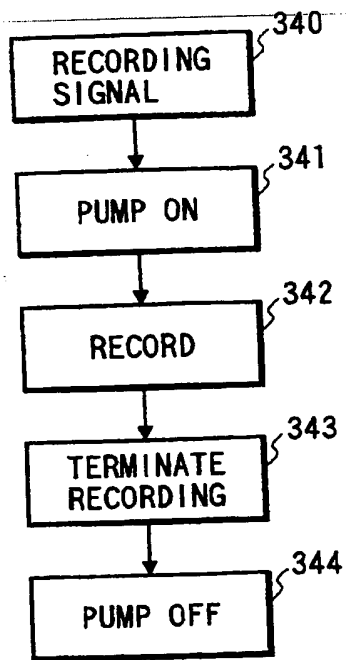 340
RECORDING
SIGNAL
341
PUMP ON
342
RECORD
343
TERMINATE
RECORDING
344
PUMP OFF